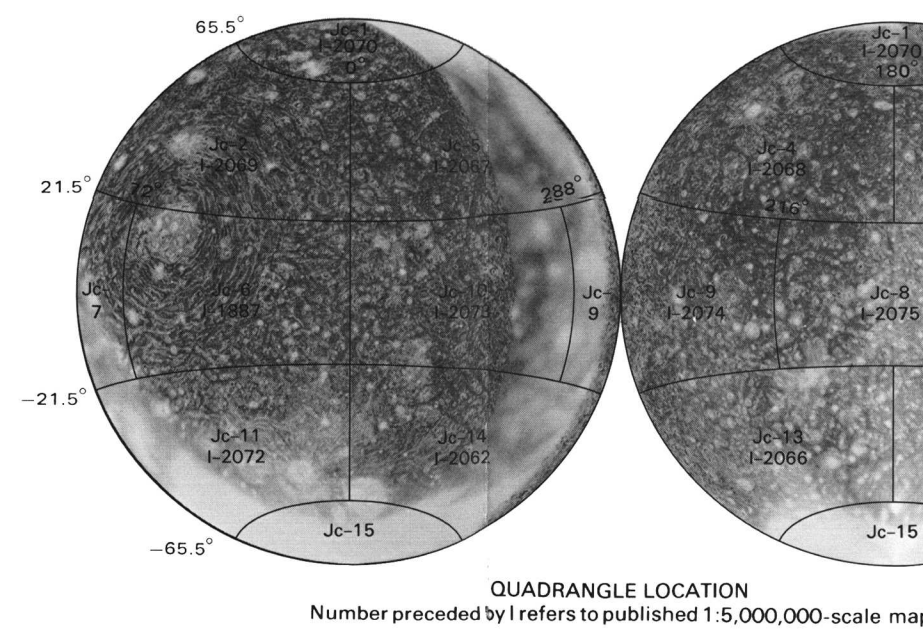 65.5°
Jc-1
I-2070
0°
Jc-2
I-2069
Jc-5
I-2067
21.5°
72°
288°
Jc-
7
Jc-6
I-1887
Jc-10
I-2073
Jc-
9
-21.5°
Jc-11
I-2072
Jc-14
I-2062
-65.5°
Jc-15
Jc-1
I-2070
180°
Jc-4
I-2068
216°
Jc-9
I-2074
Jc-8
I-2075
Jc-13
I-2066
Jc-15
QUADRANGLE LOCATION
Number preceded by I refers to published 1:5,000,000-scale